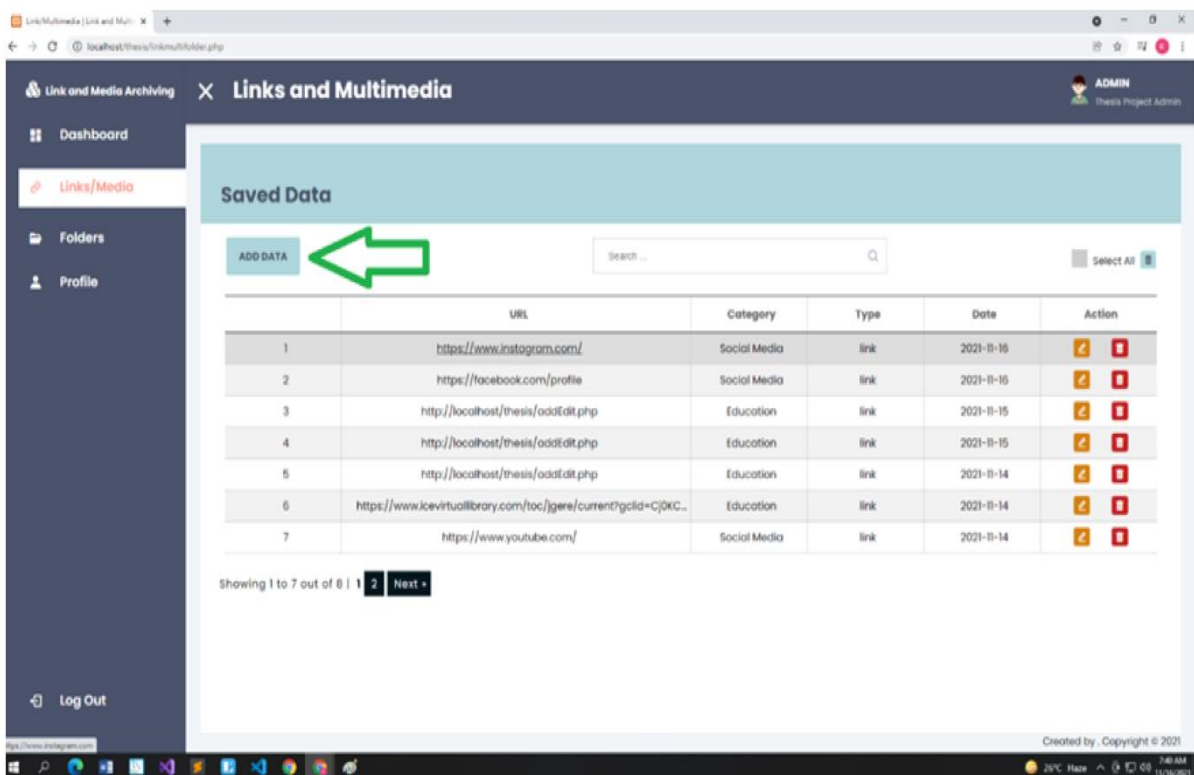 Link/Multimedia | Link and Multi
localhost/thesis/linkmultifolder.php
Link and Media Archiving
Links and Multimedia
ADMIN
Thesis Project Admin
Dashboard
Links/Media
Folders
Profile
Log Out
Saved Data
ADD DATA
Search ...
Select All
URL Category Type Date Action
1 https://www.instagram.com/ Social Media link 2021-11-16
2 https://facebook.com/profile Social Media link 2021-11-16
3 http://localhost/thesis/addEdit.php Education link 2021-11-15
4 http://localhost/thesis/addEdit.php Education link 2021-11-15
5 http://localhost/thesis/addEdit.php Education link 2021-11-14
6 https://www.icevirtuallibrary.com/toc/jgere/current?gclid=Cj0KC... Education link 2021-11-14
7 https://www.youtube.com/ Social Media link 2021-11-14
Showing 1 to 7 out of 8 | 1 2 Next »
Created by . Copyright © 2021
https://www.instagram.com
26°C Haze 7:40 AM
11/16/2021